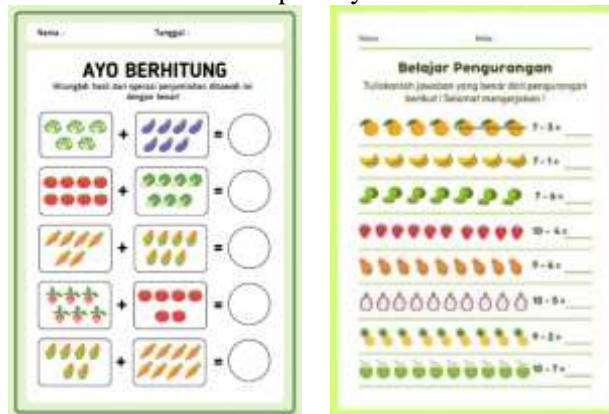 Nama :
Tanggal :
AYO BERHITUNG
Hitunglah hasil dari operasi penjumlahan dibawah ini
dengan benar!
+ =
+ =
+ =
+ =
+ =
Nama :
Kelas :
Belajar Pengurangan
Tuliskanlah jawaban yang benar dari pengurangan
berikut ! Selamat mengerjakan !
7 - 3 =
7 - 1 =
7 - 6 =
10 - 4 =
9 - 6 =
10 - 5 =
9 - 2 =
10 - 7 =